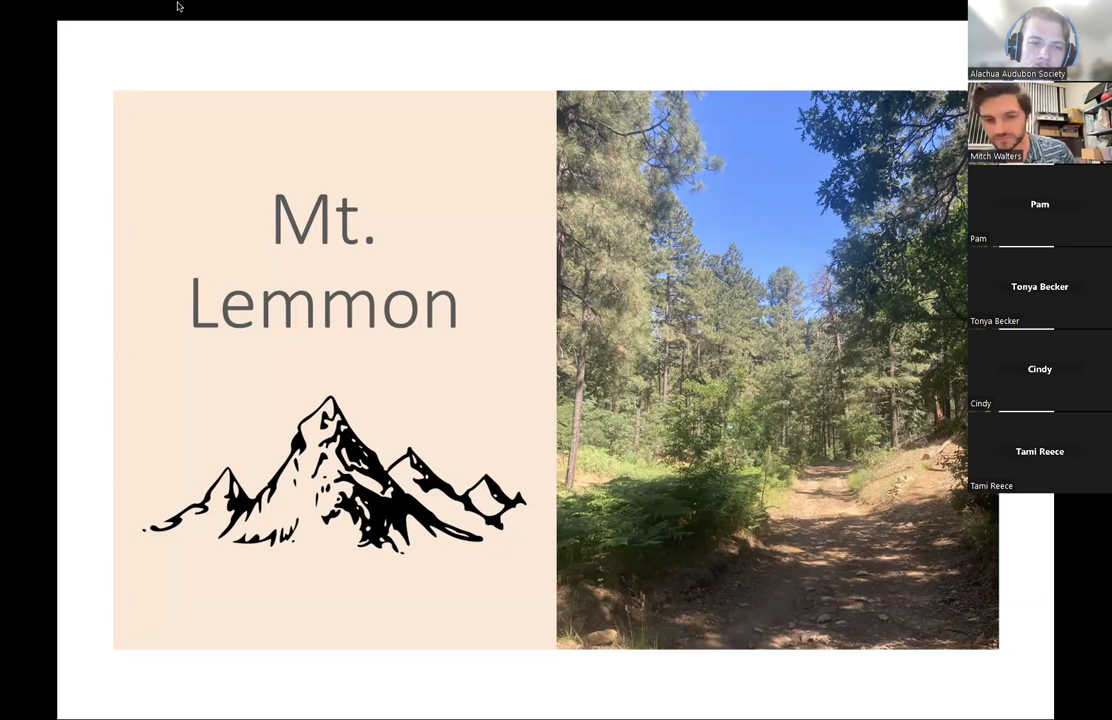 Mt.
Lemmon
Alachua Audubon Society
Mitch Walters
Pam
Pam
Tonya Becker
Tonya Becker
Cindy
Cindy
Tami Reece
Tami Reece